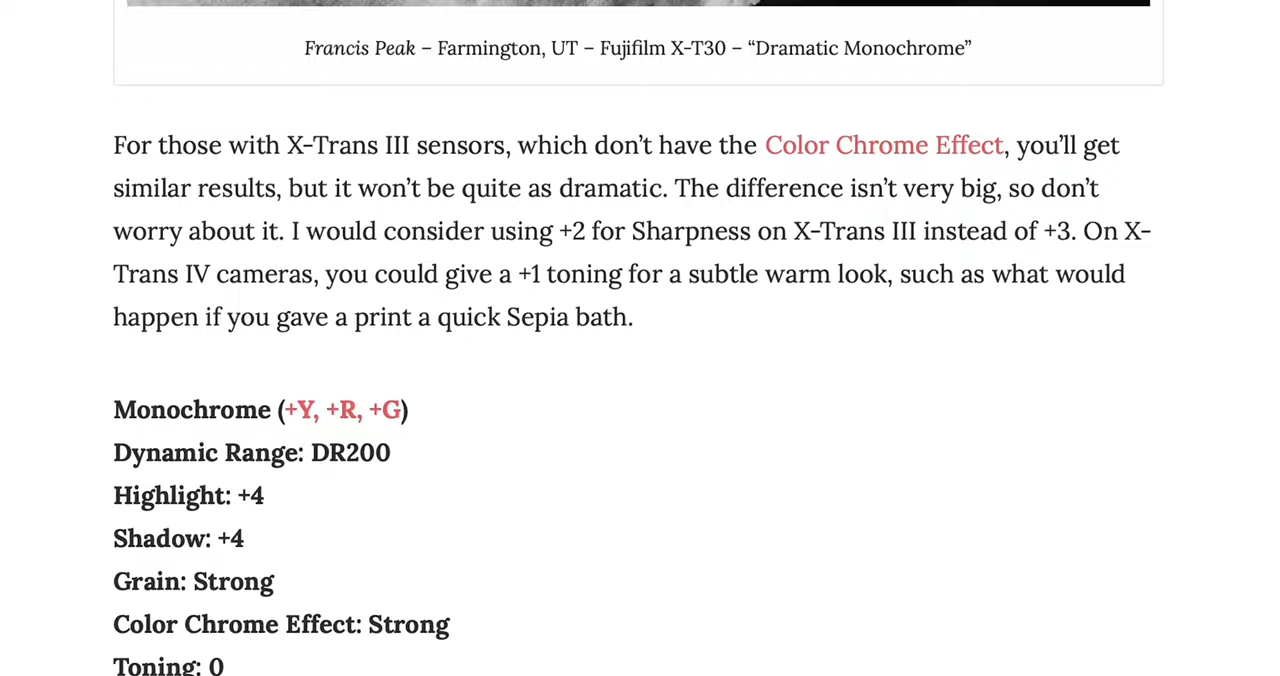 Francis Peak – Farmington, UT – Fujifilm X-T30 – “Dramatic Monochrome”
For those with X-Trans III sensors, which don’t have the Color Chrome Effect, you’ll get
similar results, but it won’t be quite as dramatic. The difference isn’t very big, so don’t
worry about it. I would consider using +2 for Sharpness on X-Trans III instead of +3. On X-
Trans IV cameras, you could give a +1 toning for a subtle warm look, such as what would
happen if you gave a print a quick Sepia bath.
Monochrome (+Y, +R, +G)
Dynamic Range: DR200
Highlight: +4
Shadow: +4
Grain: Strong
Color Chrome Effect: Strong
Toning: 0